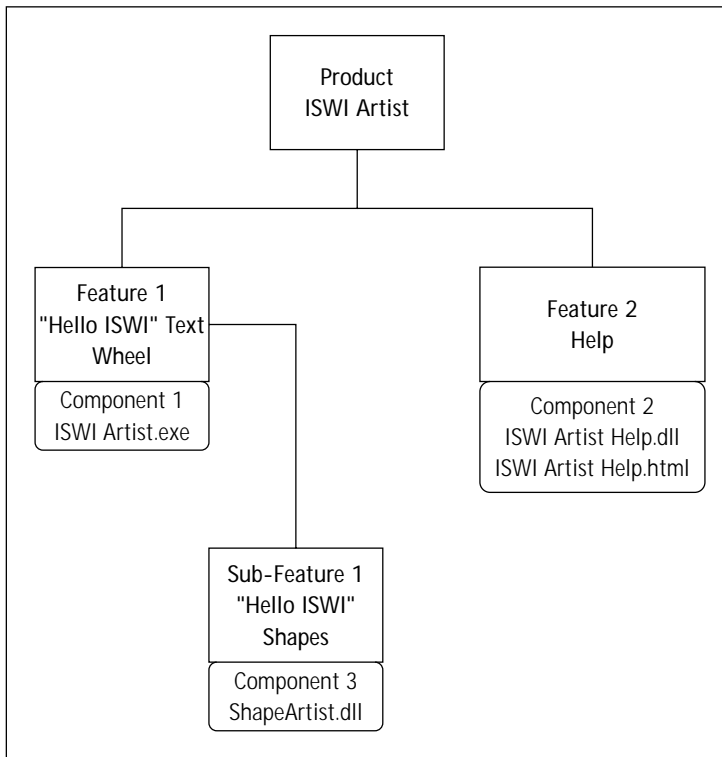 Product
ISWI Artist
Feature 1
"Hello ISWI" Text
Wheel
Component 1
ISWI Artist.exe
Feature 2
Help
Component 2
ISWI Artist Help.dll
ISWI Artist Help.html
Sub-Feature 1
"Hello ISWI"
Shapes
Component 3
ShapeArtist.dll